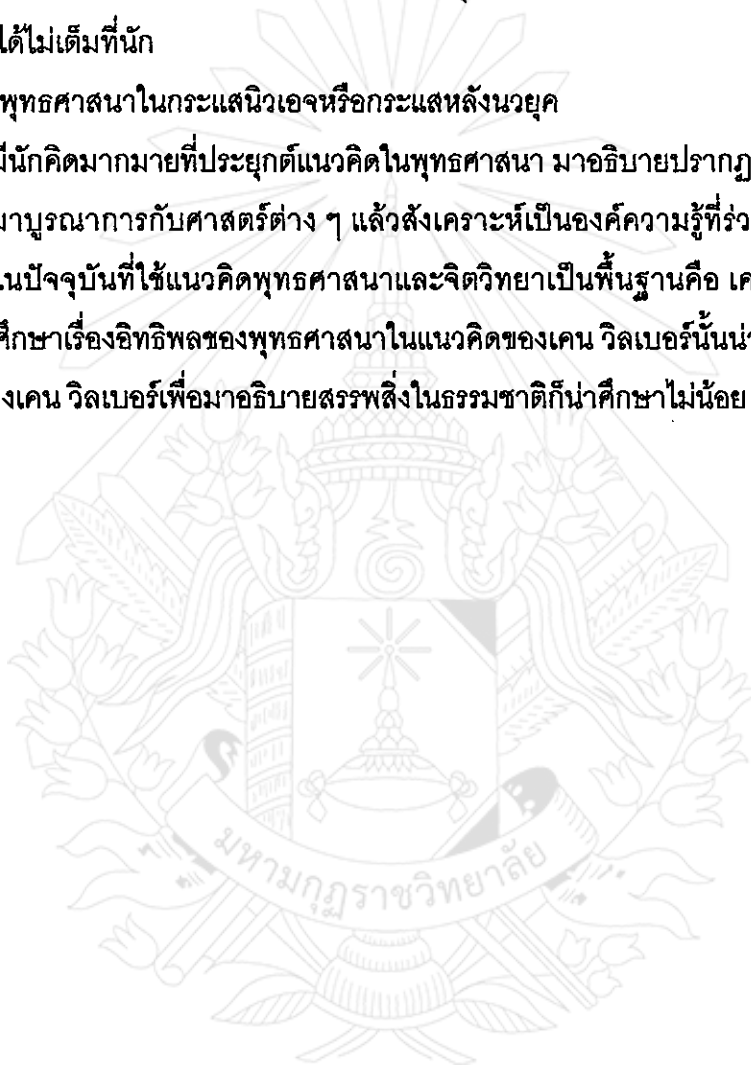 ได้ไม่เต็มที่นัก
พุทธศาสนาในกระแสนิวเอจหรือกระแสหลังนวยุค
มีนักคิดมากมายที่ประยุกต์แนวคิดในพุทธศาสนา มาอธิบายปรากฏ
มาบูรณาการกับศาสตร์ต่าง ๆ แล้วสังเคราะห์เป็นองค์ความรู้ที่ร่ว
ในปัจจุบันที่ใช้แนวคิดพุทธศาสนาและจิตวิทยาเป็นพื้นฐานคือ เค
ศึกษาเรื่องอิทธิพลของพุทธศาสนาในแนวคิดของเคน วิลเบอร์นั้นน่า
งเคน วิลเบอร์เพื่อมาอธิบายสรรพสิ่งในธรรมชาติก็น่าศึกษาไม่น้อย
มหามกุฏราชวิทยาลัย